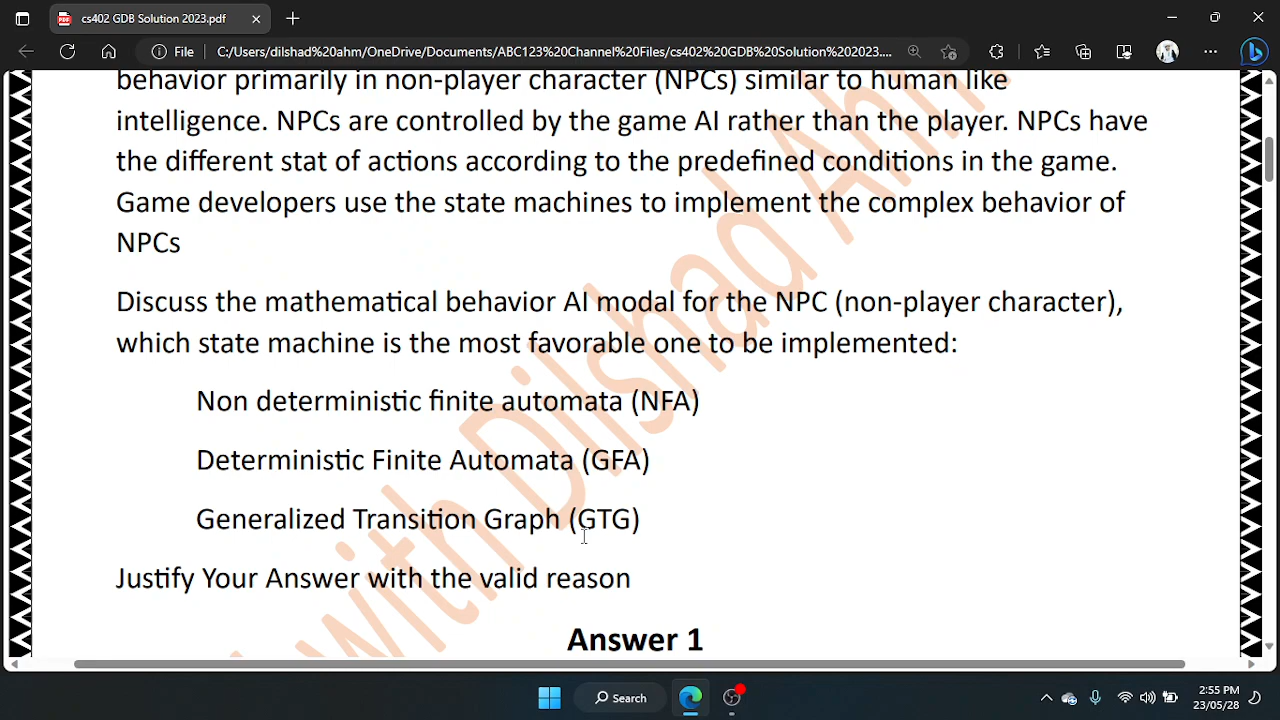 cs402 GDB Solution 2023.pdf
File C:/Users/dilshad%20ahm/OneDrive/Documents/ABC123%20Channel%20Files/cs402%20GDB%20Solution%202023....
behavior primarily in non-player character (NPCs) similar to human like
intelligence. NPCs are controlled by the game AI rather than the player. NPCs have
the different stat of actions according to the predefined conditions in the game.
Game developers use the state machines to implement the complex behavior of
NPCs
Discuss the mathematical behavior AI modal for the NPC (non-player character),
which state machine is the most favorable one to be implemented:
Non deterministic finite automata (NFA)
Deterministic Finite Automata (GFA)
Generalized Transition Graph (GTG)
Justify Your Answer with the valid reason
Answer 1
with Dilshad Ahm
Search
2:55 PM
23/05/28